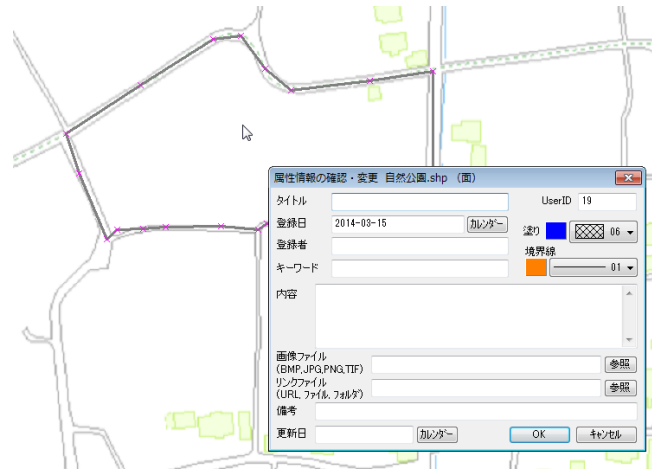 属性情報の確認・変更 自然公園.shp (面)
タイトル
UserID 19
登録日 2014-03-15 カレンダー
塗り 06
登録者
境界線
キーワード
01
内容
画像ファイル
(BMP,JPG,PNG,TIF)
参照
リンクファイル
(URL, ファイル, フォルダ)
参照
備考
更新日 カレンダー OK キャンセル